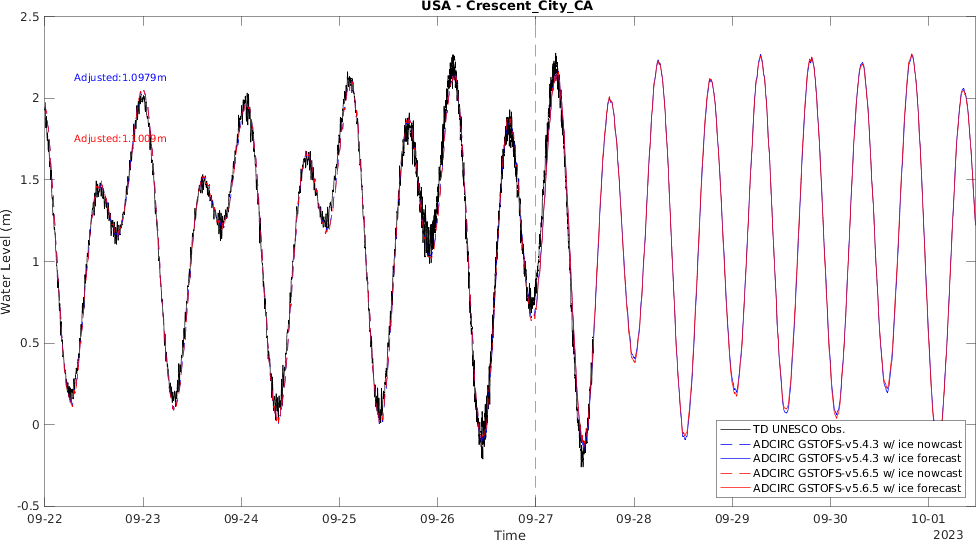 USA - Crescent_City_CA
2.5
Adjusted:1.0979m
2
Adjusted:1.1009m
1.5
Water Level (m)
1
0.5
0
TD UNESCO Obs.
ADCIRC GSTOFS-v5.4.3 w/ ice nowcast
ADCIRC GSTOFS-v5.4.3 w/ ice forecast
ADCIRC GSTOFS-v5.6.5 w/ ice nowcast
ADCIRC GSTOFS-v5.6.5 w/ ice forecast
-0.5
09-22 09-23 09-24 09-25 09-26 09-27 09-28 09-29 09-30 10-01
Time
2023